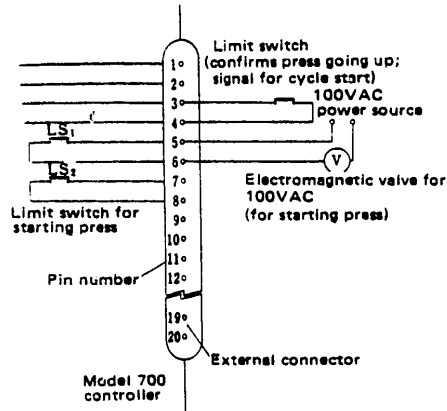 Limit switch
(confirms press going up;
signal for cycle start)
100VAC
power source
1
2
3
4
LS1
5
6
V
LS2
7
8
Electromagnetic valve for
100VAC
(for starting press)
Limit switch for
starting press
9
10
11
12
Pin number
19
20
External connector
Model 700
controller